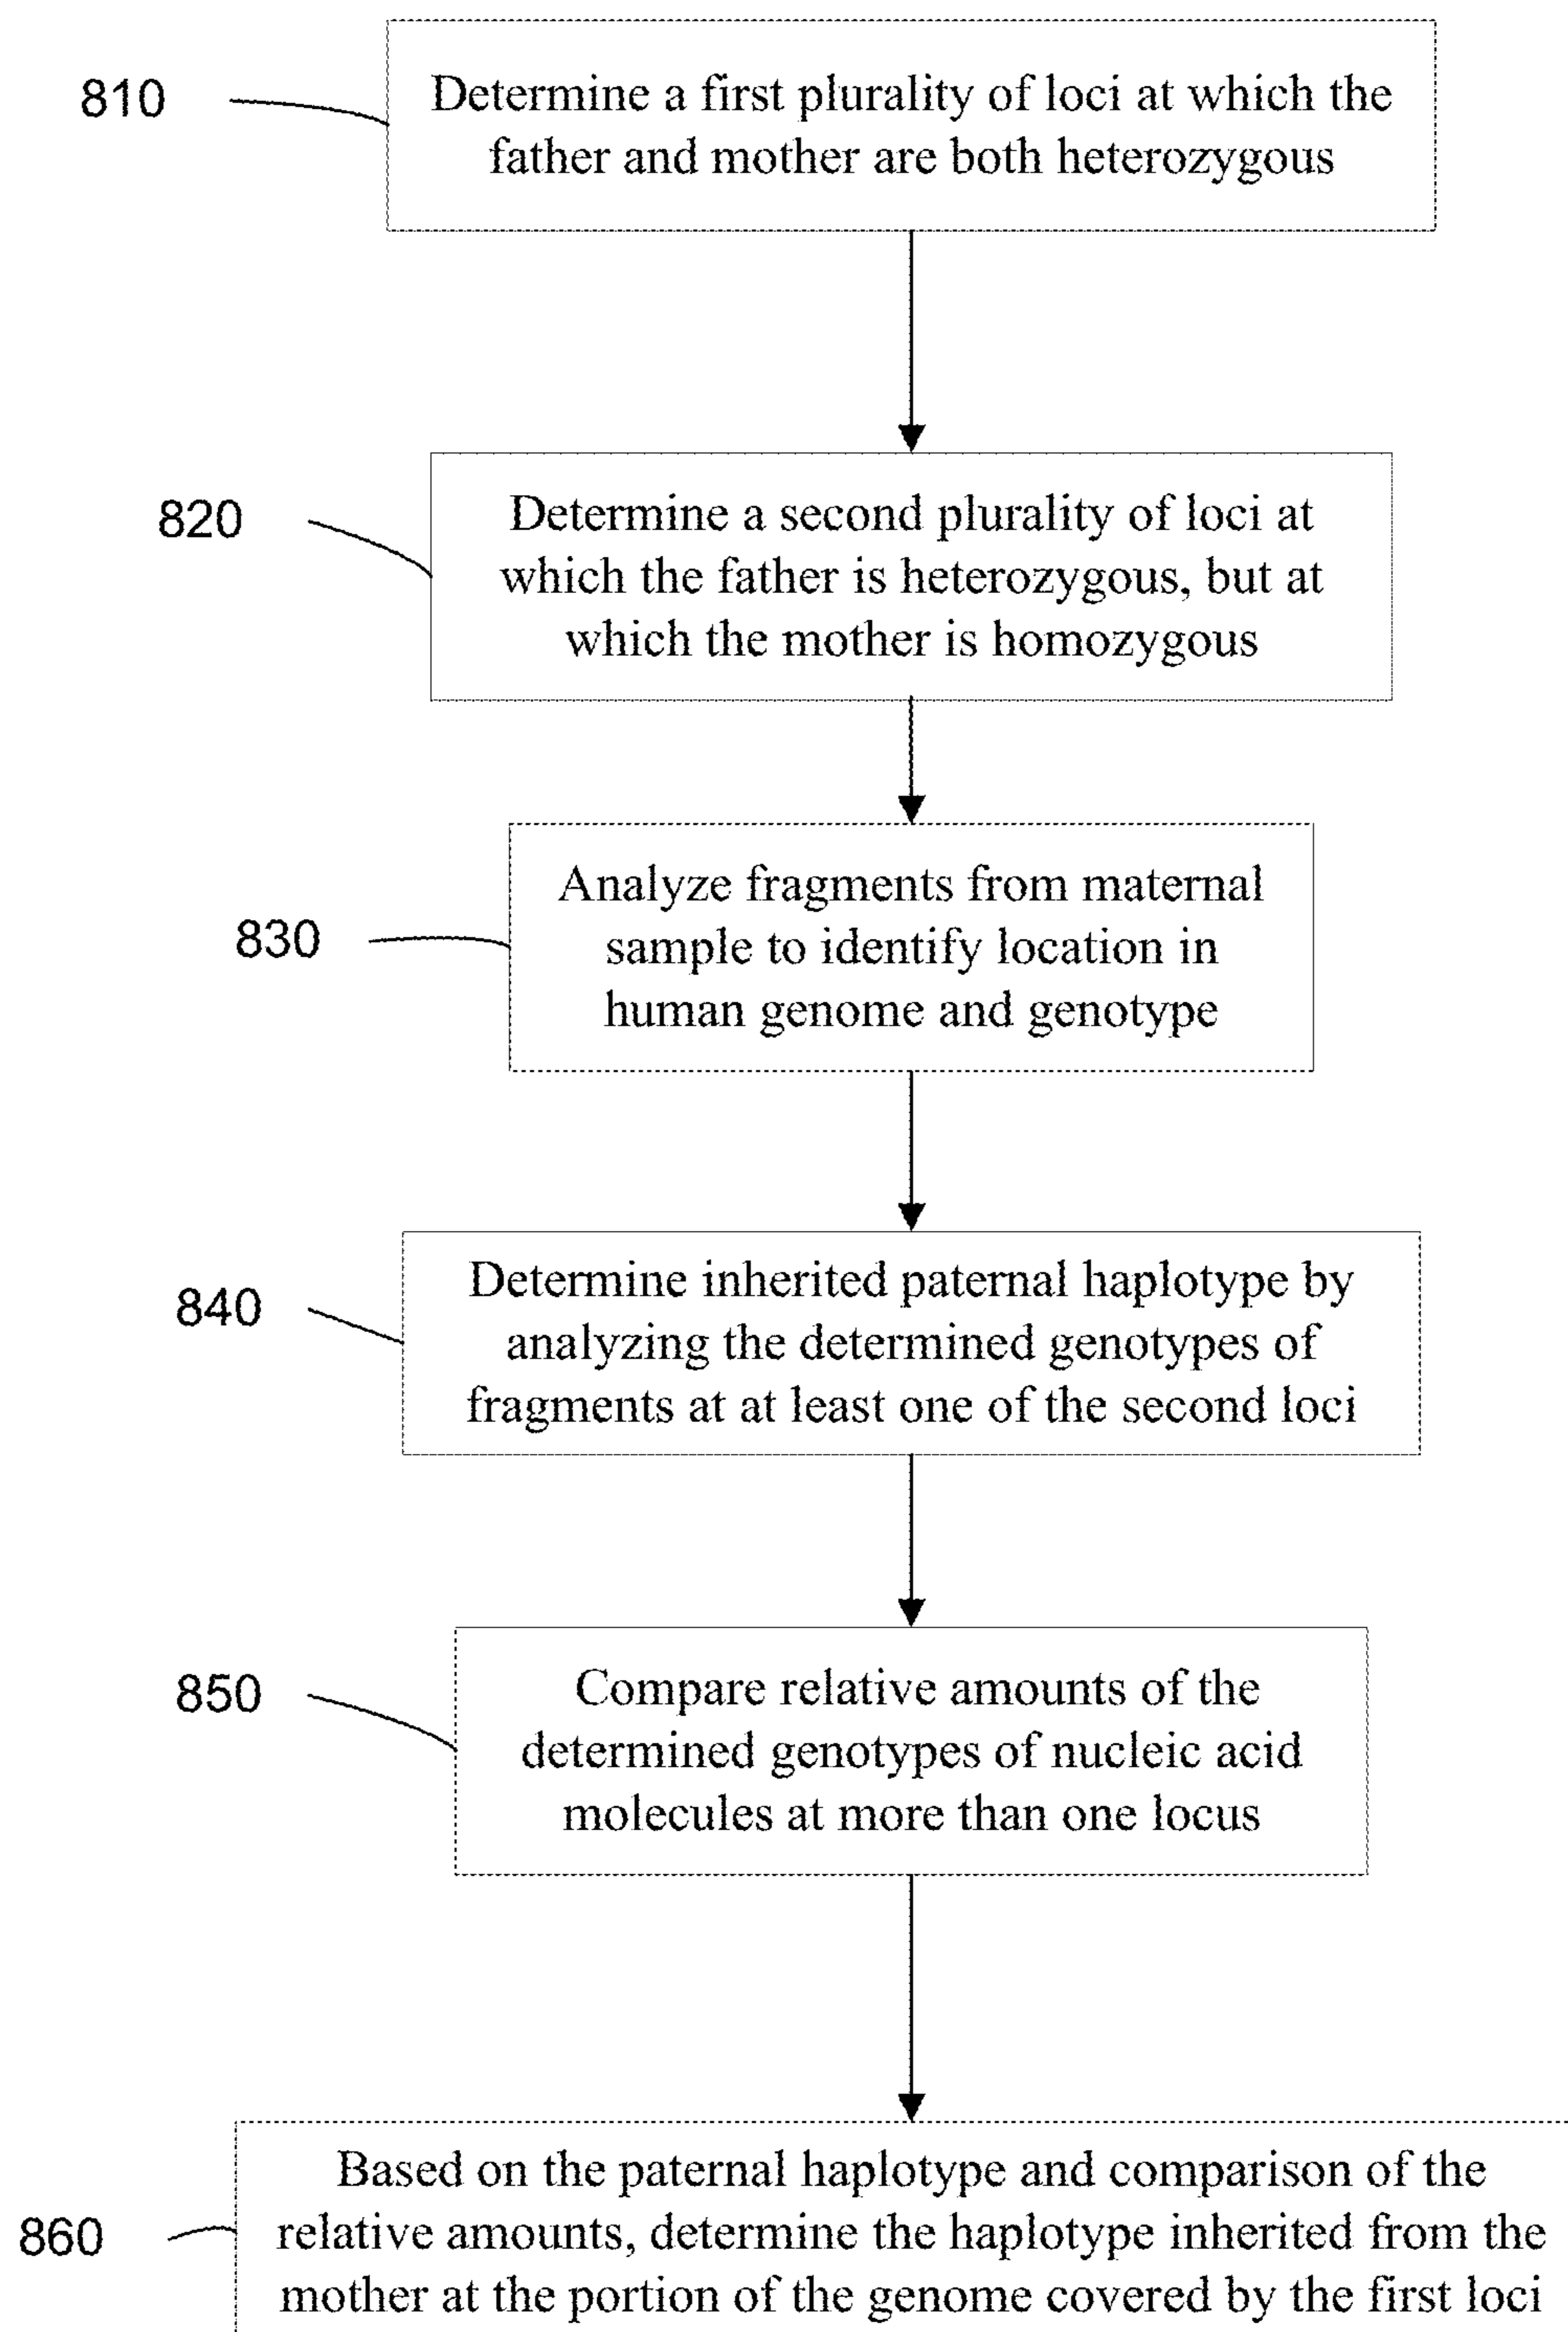 810
Determine a first plurality of loci at which the
father and mother are both heterozygous
820
Determine a second plurality of loci at
which the father is heterozygous, but at
which the mother is homozygous
830
Analyze fragments from maternal
sample to identify location in
human genome and genotype
840
Determine inherited paternal haplotype by
analyzing the determined genotypes of
fragments at at least one of the second loci
850
Compare relative amounts of the
determined genotypes of nucleic acid
molecules at more than one locus
860
Based on the paternal haplotype and comparison of the
relative amounts, determine the haplotype inherited from the
mother at the portion of the genome covered by the first loci